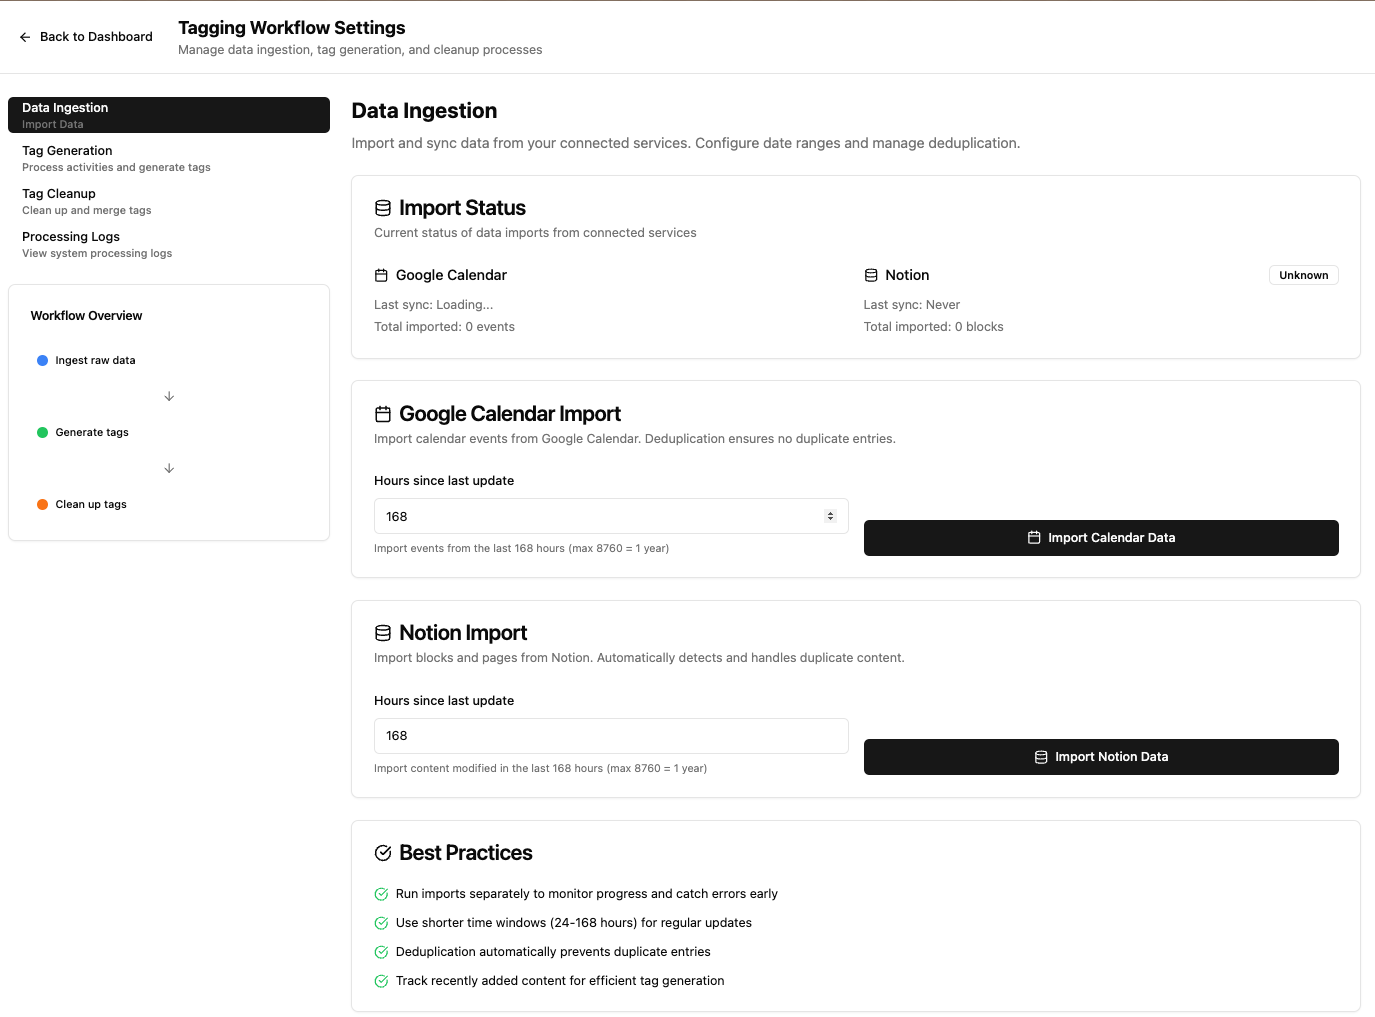 Back to Dashboard
Tagging Workflow Settings
Manage data ingestion, tag generation, and cleanup processes
Data Ingestion
Import Data
Tag Generation
Process activities and generate tags
Tag Cleanup
Clean up and merge tags
Processing Logs
View system processing logs
Workflow Overview
Ingest raw data
Generate tags
Clean up tags
Data Ingestion
Import and sync data from your connected services. Configure date ranges and manage deduplication.
Import Status
Current status of data imports from connected services
Google Calendar
Last sync: Loading...
Total imported: 0 events
Notion
Unknown
Last sync: Never
Total imported: 0 blocks
Google Calendar Import
Import calendar events from Google Calendar. Deduplication ensures no duplicate entries.
Hours since last update
168
Import events from the last 168 hours (max 8760 = 1 year)
Import Calendar Data
Notion Import
Import blocks and pages from Notion. Automatically detects and handles duplicate content.
Hours since last update
168
Import content modified in the last 168 hours (max 8760 = 1 year)
Import Notion Data
Best Practices
Run imports separately to monitor progress and catch errors early
Use shorter time windows (24-168 hours) for regular updates
Deduplication automatically prevents duplicate entries
Track recently added content for efficient tag generation